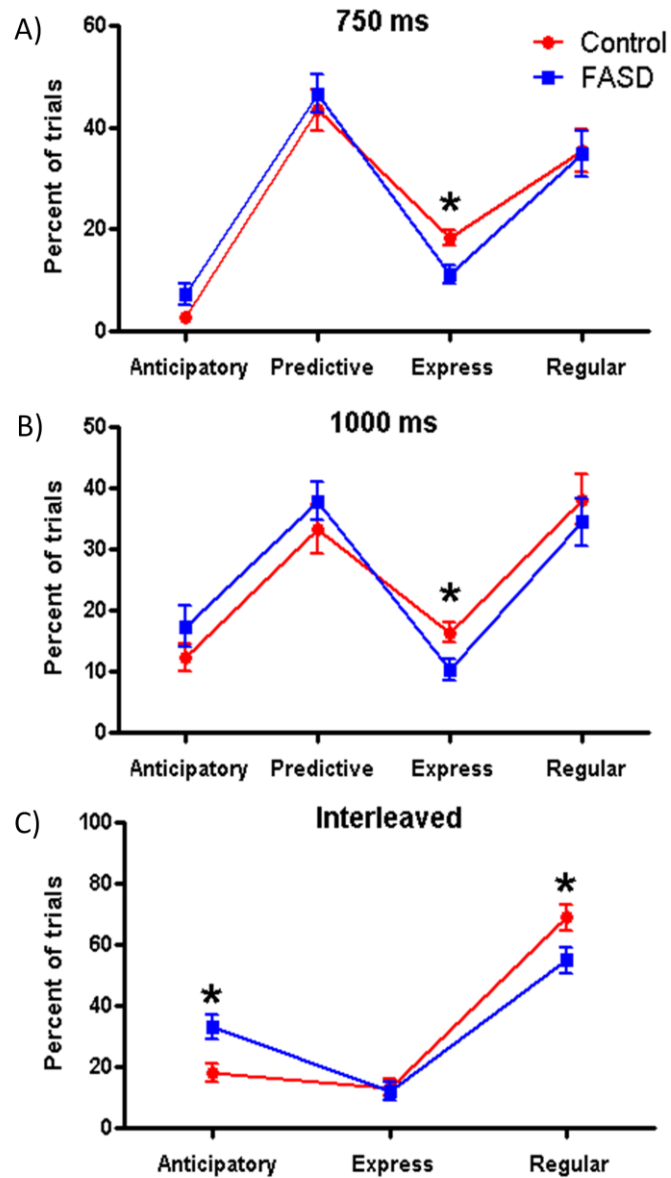 A)
750 ms
Control
FASD
Percent of trials
60
40
20
0
*
Anticipatory Predictive Express Regular
B)
1000 ms
Percent of trials
50
40
30
20
10
0
*
Anticipatory Predictive Express Regular
C)
Interleaved
Percent of trials
100
80
60
40
20
0
*
*
Anticipatory Express Regular